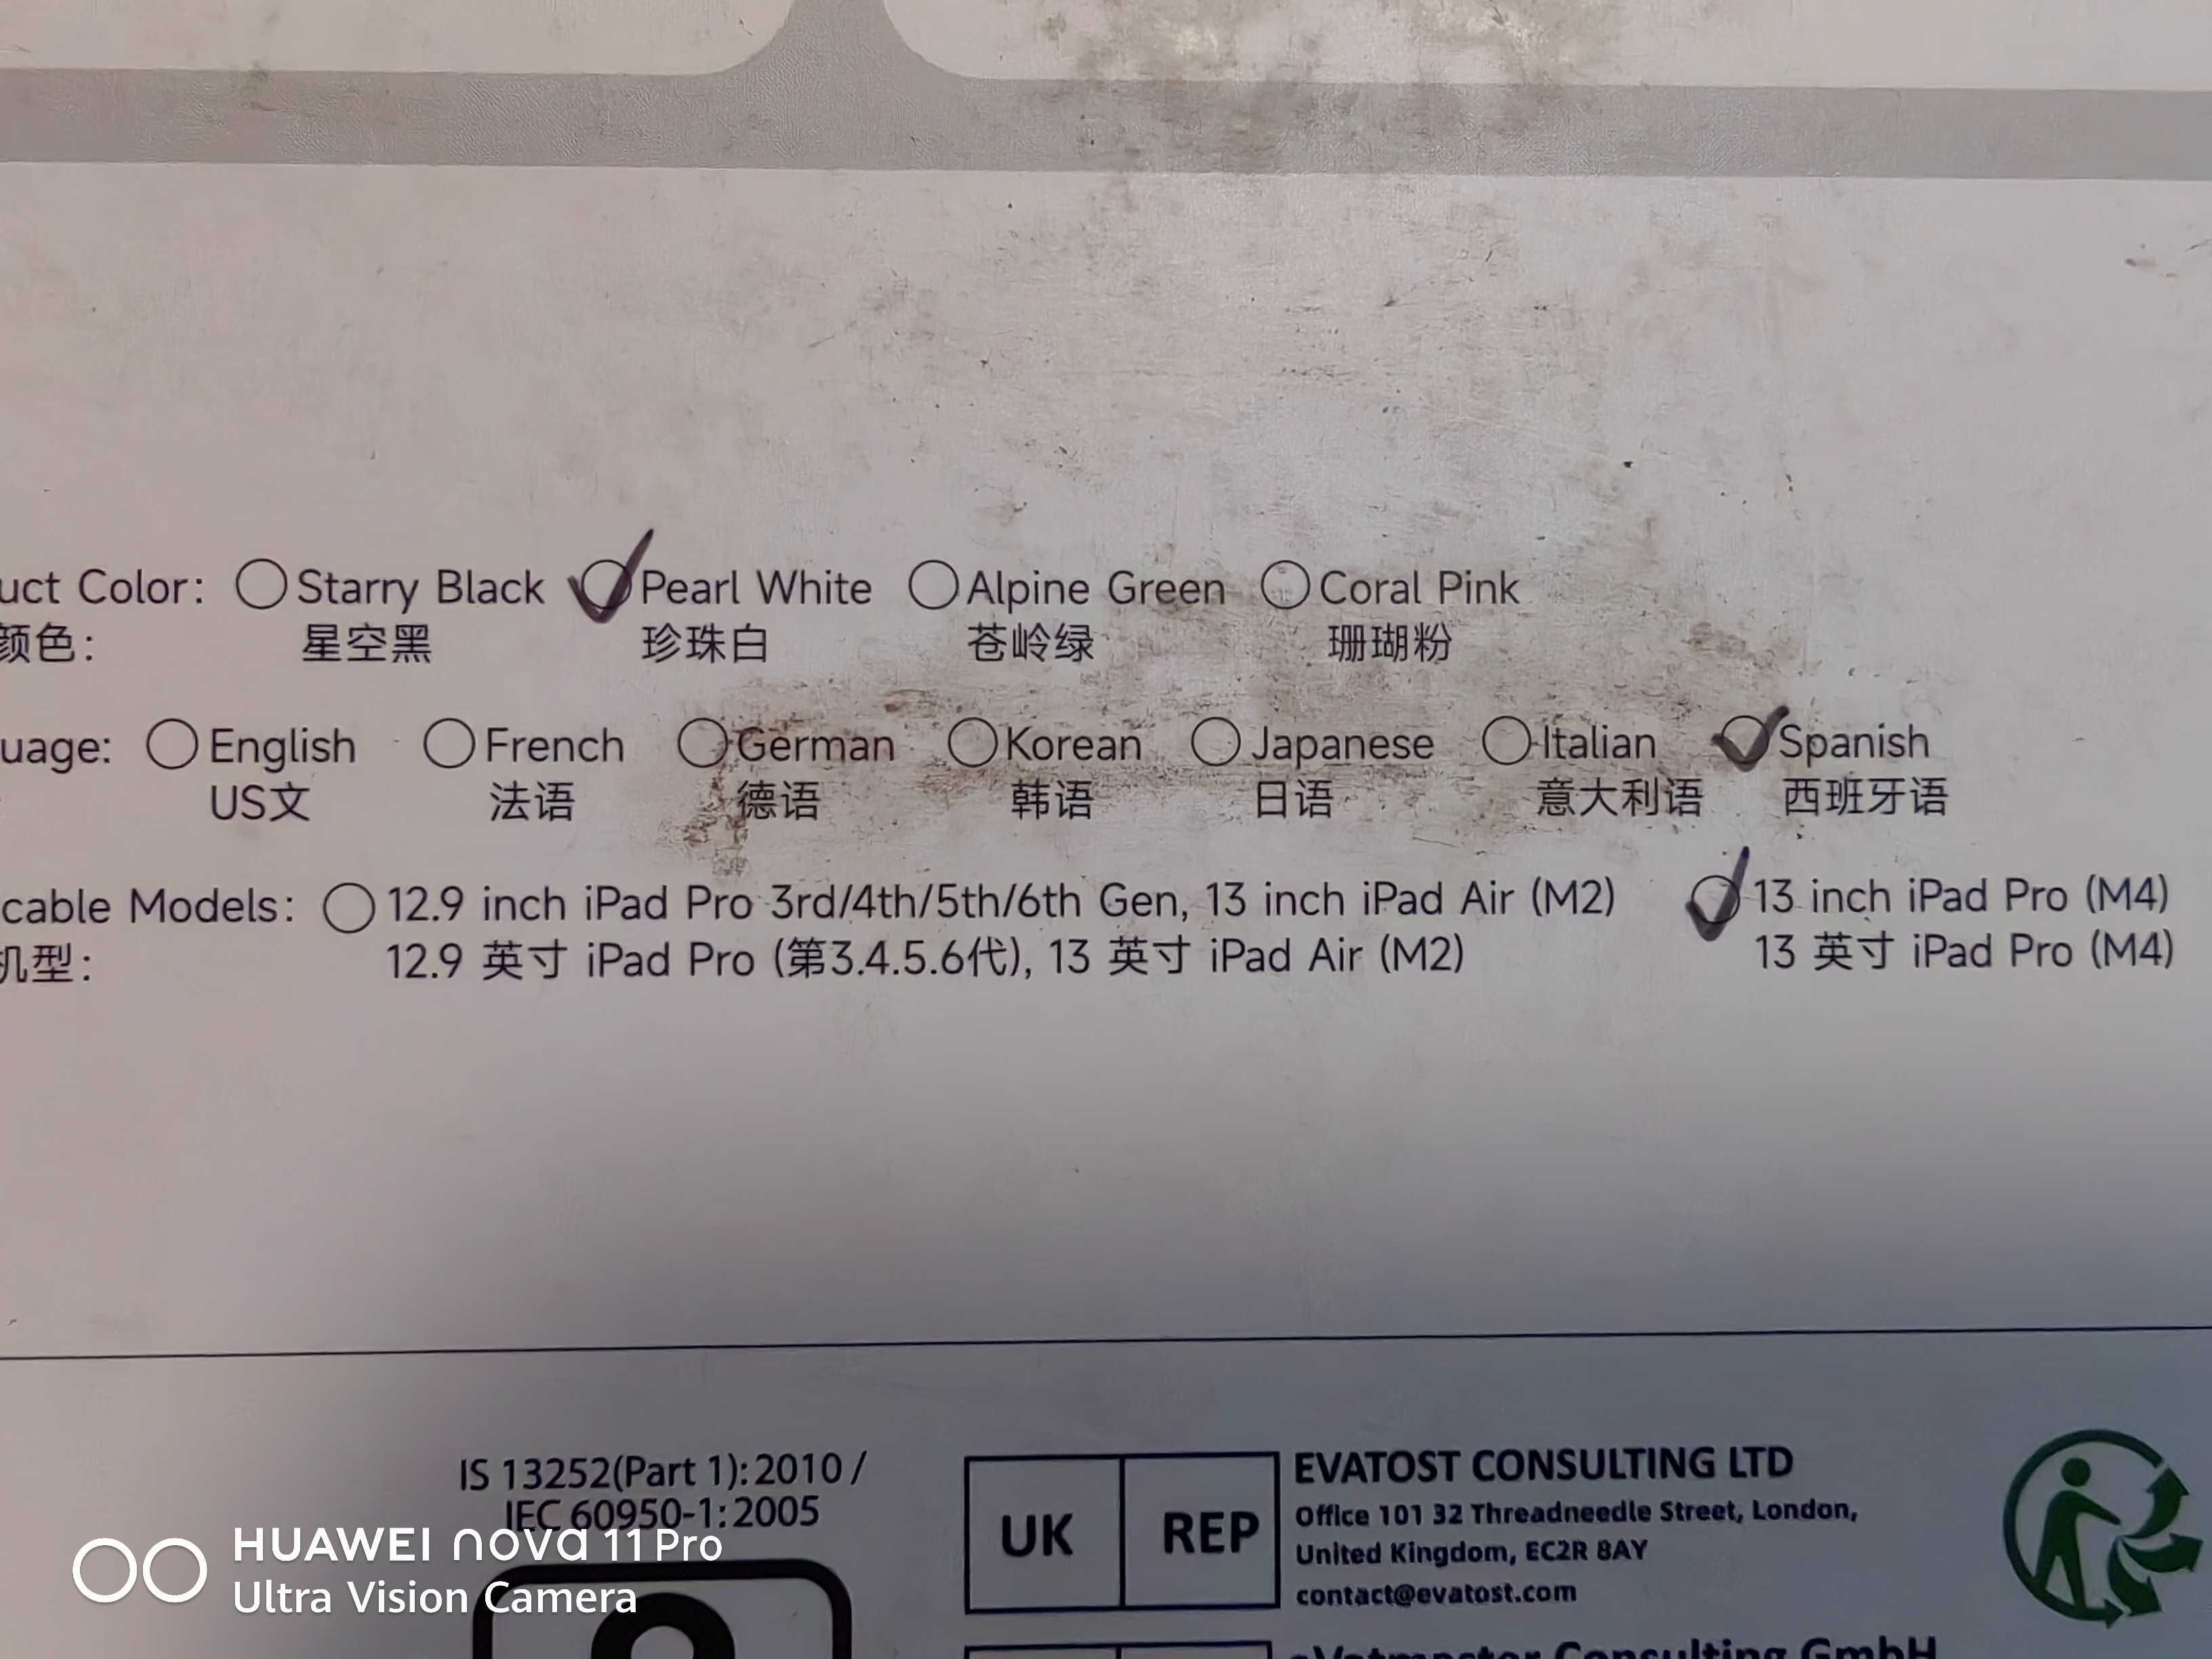 uct Color: Starry Black Pearl White Alpine Green Coral Pink
颜色: 星空黑 珍珠白 苍岭绿 珊瑚粉
uage: English French German Korean Japanese Italian Spanish
: US文 法语 德语 韩语 日语 意大利语 西班牙语
cable Models: 12.9 inch iPad Pro 3rd/4th/5th/6th Gen, 13 inch iPad Air (M2) 13 inch iPad Pro (M4)
机型: 12.9 英寸 iPad Pro (第3.4.5.6代), 13 英寸 iPad Air (M2) 13 英寸 iPad Pro (M4)
IS 13252(Part 1):2010 /
IEC 60950-1:2005
UK REP
EVATOST CONSULTING LTD
Office 101 32 Threadneedle Street, London,
United Kingdom, EC2R 8AY
contact@evatost.com
Consulting GmbH
HUAWEI nova 11 Pro
Ultra Vision Camera